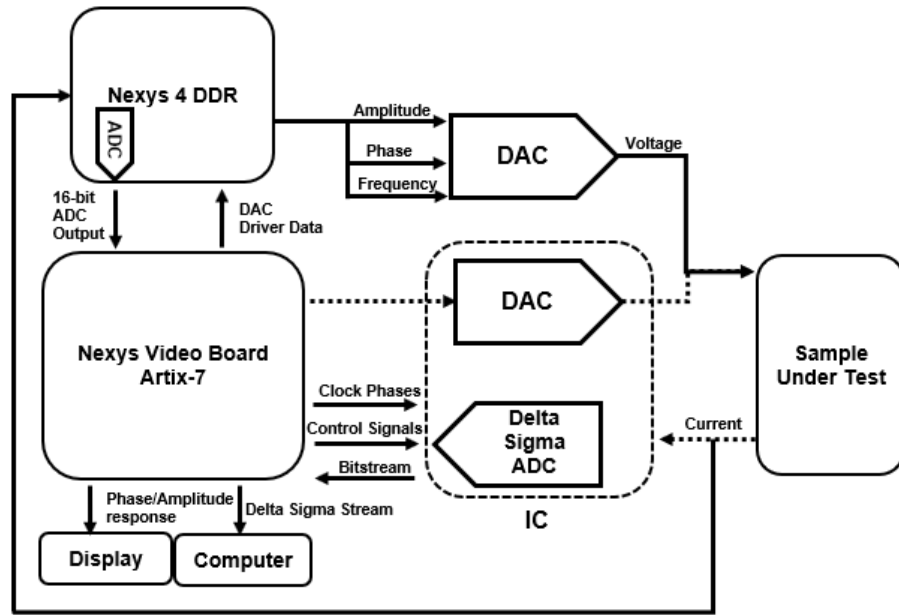 Nexys 4 DDR
ADC
Amplitude
Phase
Frequency
DAC
Voltage
16-bit
ADC
Output
DAC
Driver Data
Nexys Video Board
Artix-7
DAC
Sample
Under Test
Clock Phases
Control Signals
Bitstream
Delta
Sigma
ADC
Current
IC
Phase/Amplitude
response
Delta Sigma Stream
Display
Computer